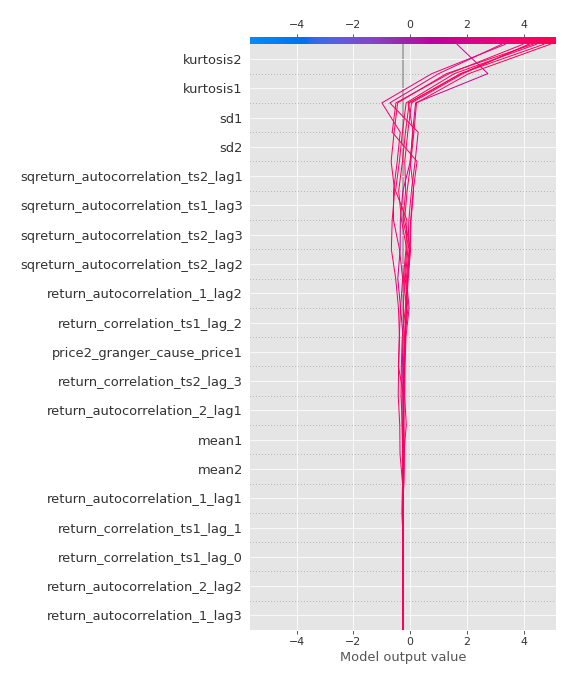 −4 −2 0 2 4
kurtosis2
kurtosis1
sd1
sd2
sqreturn_autocorrelation_ts2_lag1
sqreturn_autocorrelation_ts1_lag3
sqreturn_autocorrelation_ts2_lag3
sqreturn_autocorrelation_ts2_lag2
return_autocorrelation_1_lag2
return_correlation_ts1_lag_2
price2_granger_cause_price1
return_correlation_ts2_lag_3
return_autocorrelation_2_lag1
mean1
mean2
return_autocorrelation_1_lag1
return_correlation_ts1_lag_1
return_correlation_ts1_lag_0
return_autocorrelation_2_lag2
return_autocorrelation_1_lag3
−4 −2 0 2 4
Model output value